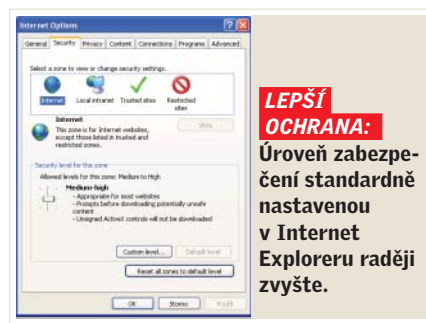 Internet Options
General Security Privacy Content Connections Programs Advanced
Select a zone to view or change security settings.
Internet Local intranet Trusted sites Restricted
sites
Internet
This zone is for Internet websites,
except those listed in trusted and
restricted zones.
Sites
Security level for this zone
Allowed levels for this zone: Medium to High
Medium-high
- Appropriate for most websites
- Prompts before downloading potentially unsafe
content
- Unsigned ActiveX controls will not be downloaded
Custom level... Default level
Reset all zones to default level
OK Storno Použít
LEPŠÍ
OCHRANA:
Úroveň zabezpe-
čení standardně
nastavenou
v Internet
Exploreru raději
zvyšte.